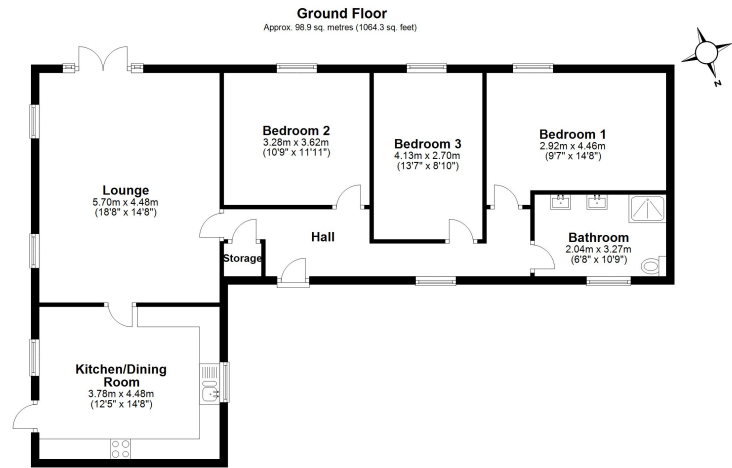 Ground Floor
Approx. 98.9 sq. metres (1064.3 sq. feet)
N
Bedroom 2
3.28m x 3.62m
(10'9" x 11'11")
Bedroom 3
4.13m x 2.70m
(13'7" x 8'10")
Bedroom 1
2.92m x 4.46m
(9'7" x 14'8")
Lounge
5.70m x 4.48m
(18'8" x 14'8")
Hall
Storage
Bathroom
2.04m x 3.27m
(6'8" x 10'9")
Kitchen/Dining
Room
3.78m x 4.48m
(12'5" x 14'8")